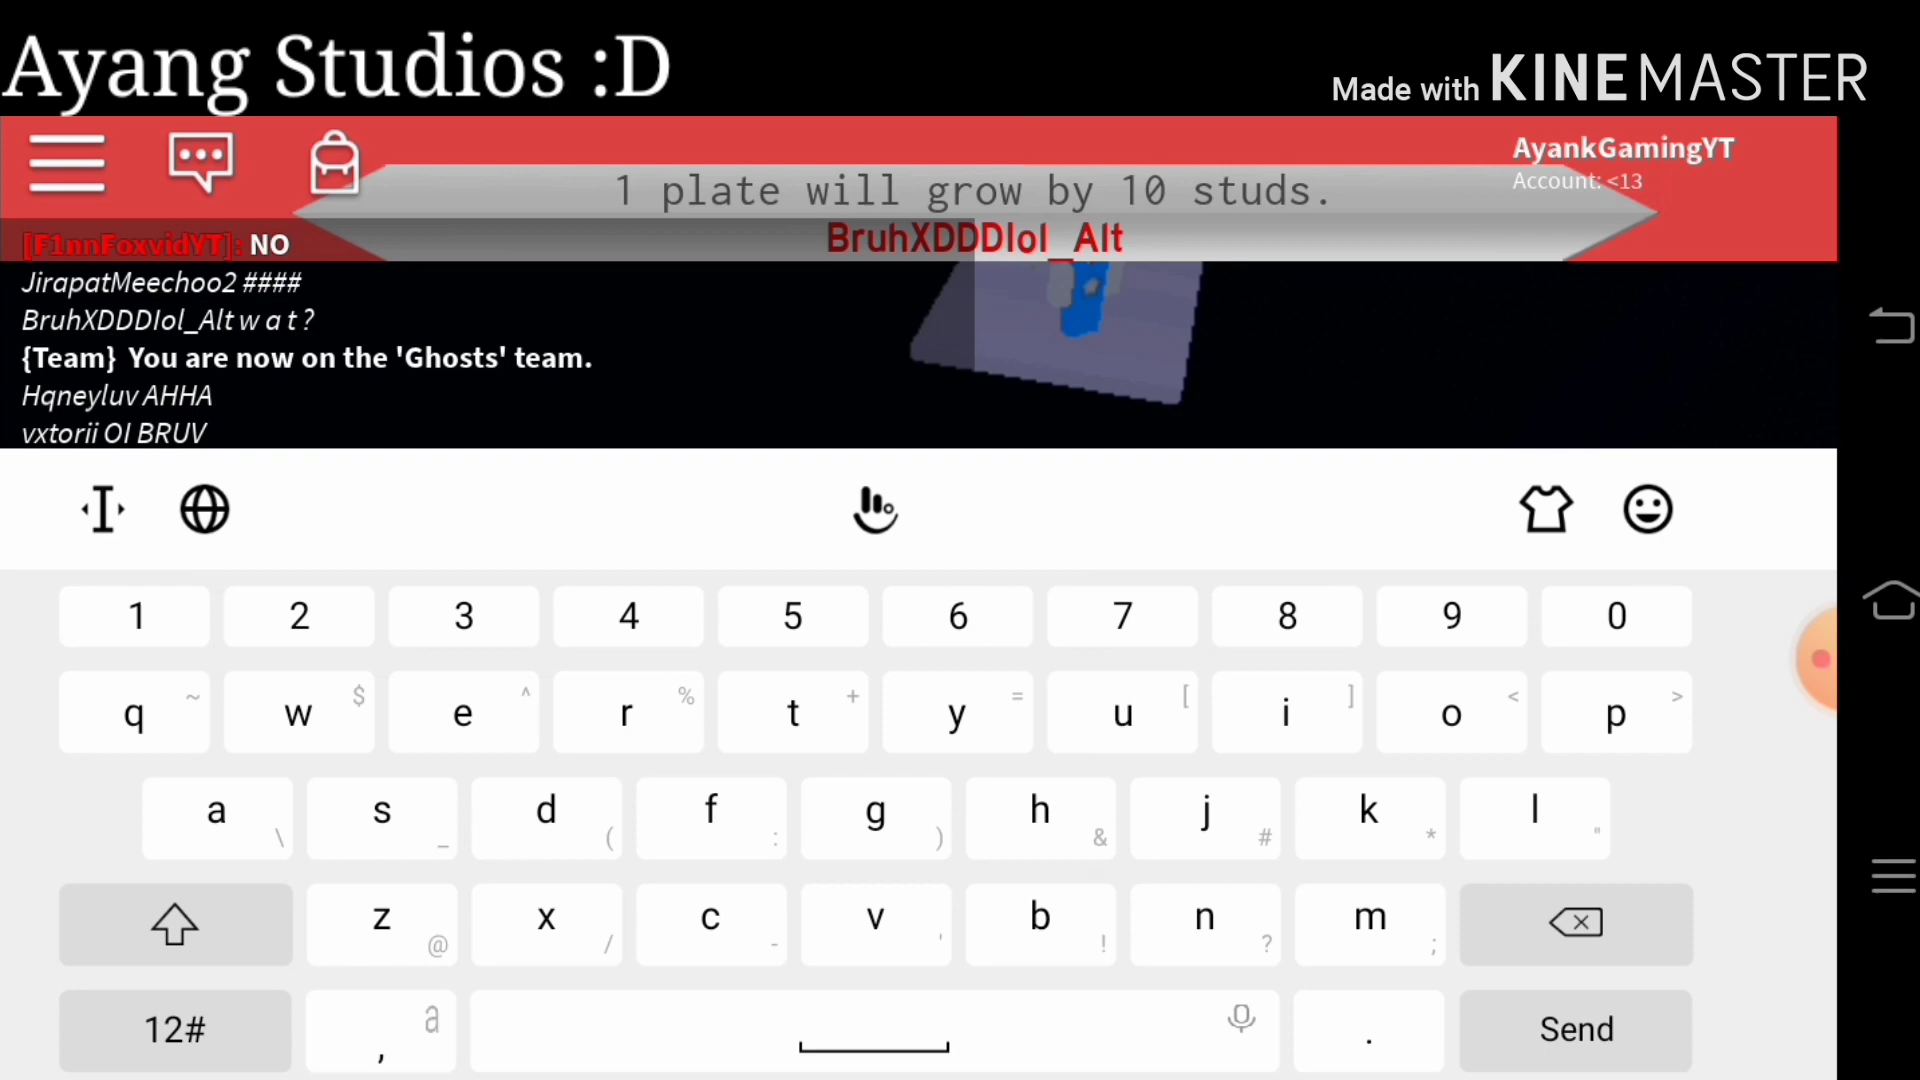 Ayang Studios :D
Made with KINEMASTER
AyankGamingYT
Account: <13
1 plate will grow by 10 studs.
BruhXDDDlol_Alt
[F1nnFoxvidYT]: NO
JirapatMeechoo2 ####
BruhXDDDlol_Alt w a t ?
{Team} You are now on the 'Ghosts' team.
Hqneyluv AHHA
vxtorii OI BRUV
1 2 3 4 5 6 7 8 9 0
q ~ w $ e ^ r % t + y = u [ i ] o < p >
a \ s _ d ( f : g ) h & j # k * l "
z @ x / c - v ' b ! n ? m ;
12# , a . Send